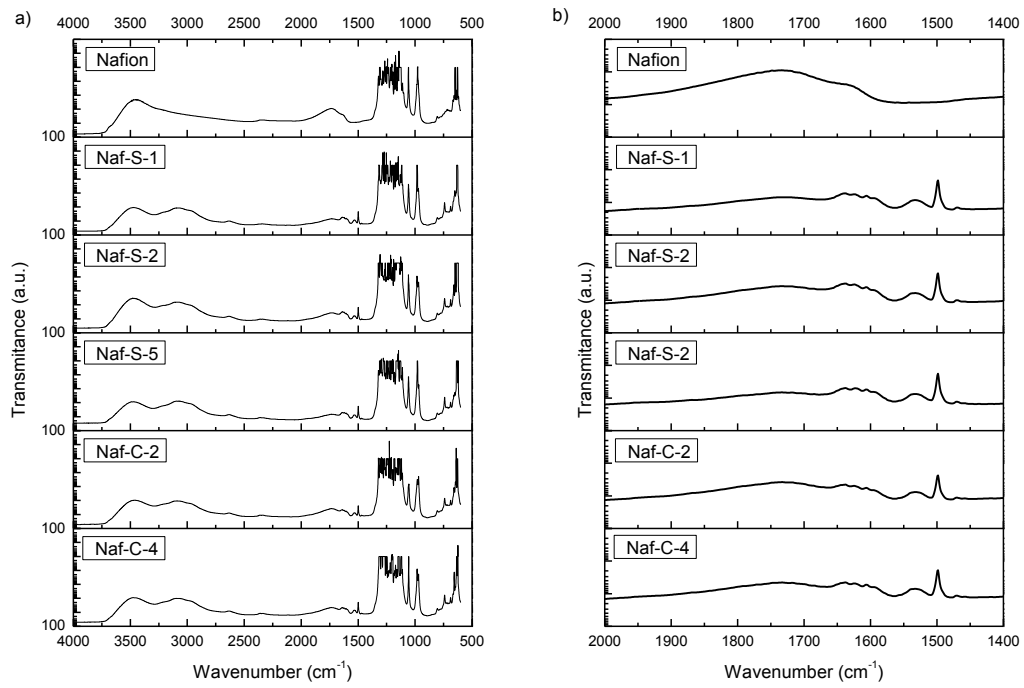 a)
4000 3500 3000 2500 2000 1500 1000 500
Nafion
100
Naf-S-1
100
Naf-S-2
100
Naf-S-5
100
Naf-C-2
100
Naf-C-4
100
4000 3500 3000 2500 2000 1500 1000 500
Wavenumber (cm-1)
Transmitance (a.u.)
b)
2000 1900 1800 1700 1600 1500 1400
Nafion
Naf-S-1
Naf-S-2
Naf-S-2
Naf-C-2
Naf-C-4
2000 1900 1800 1700 1600 1500 1400
Wavenumber (cm-1)
Transmitance (a.u.)